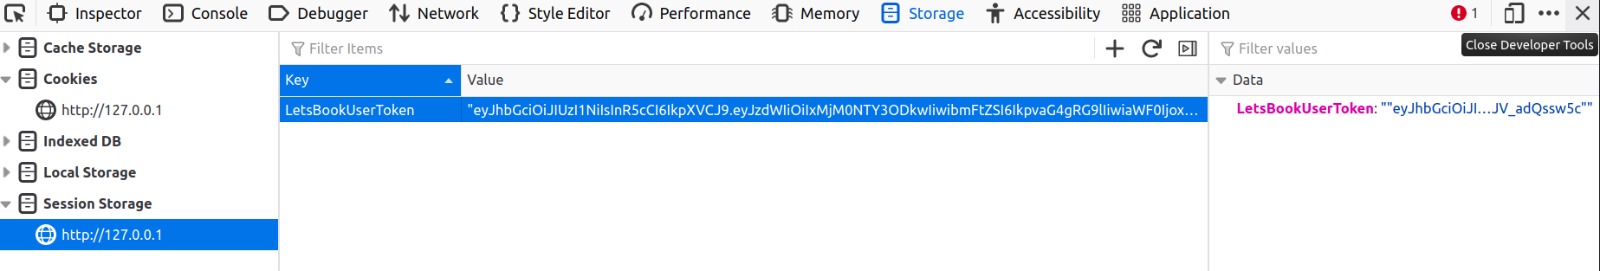 Inspector Console Debugger Network Style Editor Performance Memory Storage Accessibility Application 1
Cache Storage
Filter Items
Filter values
Close Developer Tools
Cookies
Key Value
Data
http://127.0.0.1
LetsBookUserToken "eyJhbGciOiJIUzI1NiIsInR5cCI6IkpXVCJ9.eyJzdWIiOiIxMjM0NTY3ODkwIiwibmFtZSI6IkpvaG4gRG9lIiwiaWF0Ijox...
LetsBookUserToken: ""eyJhbGciOiJI...JV_adQssw5c""
Indexed DB
Local Storage
Session Storage
http://127.0.0.1